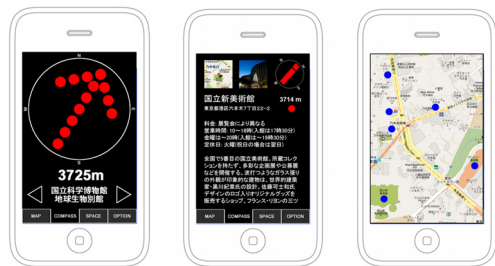 N
W
E
S
3725m
国立科学博物館
地球生物別館
MAP COMPASS SPACE OPTION
国立新美術館 3714 m
東京都港区六本木7丁目22−2
料金: 展覧会により異なる
営業時間: 10〜18時(入館は17時30分)
金曜は〜20時(入館は〜19時30分)
定休日: 火曜(祝日の場合は翌日)
全国で5番目の国立美術館。所蔵コレ
クションを持たず、多彩な企画展や公募展
などを開催する。波打つようなガラス張り
の外観が印象的な建物は、世界的建築
家・黒川紀章氏の設計。佐藤可士和氏
デザインのロゴ入りオリジナルグッズを
販売するショップ、フランス・リヨンの三ツ
MAP COMPASS SPACE OPTION